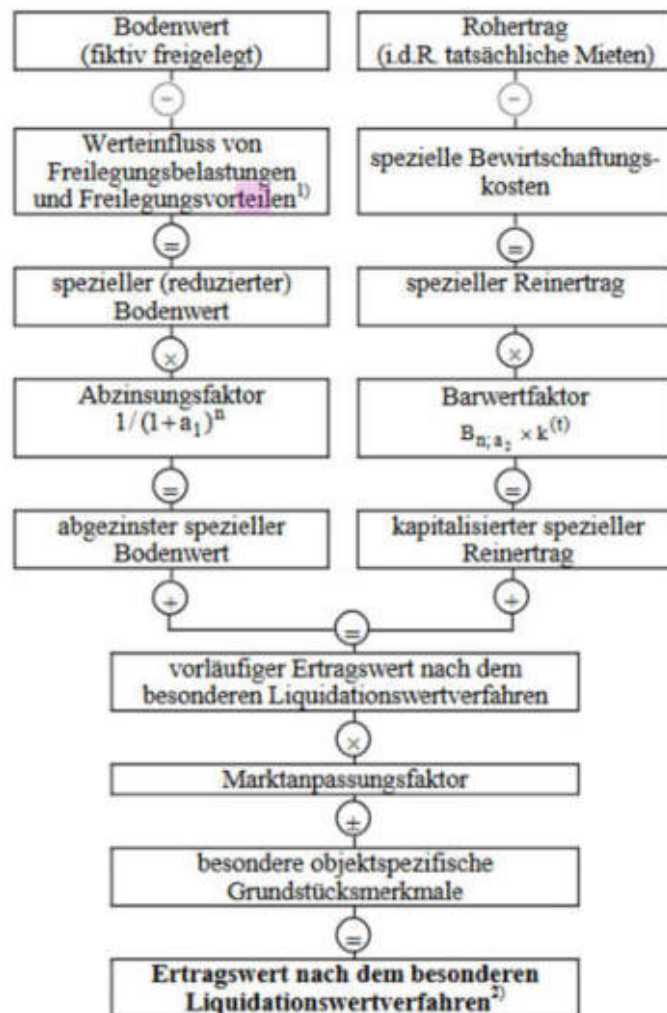 Bodenwert
(fiktiv freigelegt)
−
Werteinfluss von
Freilegungsbelastungen
und Freilegungsvorteilen1)
=
spezieller (reduzierter)
Bodenwert
×
Abzinsungsfaktor
1/(1+a₁)ⁿ
=
abgezinster spezieller
Bodenwert
+
Rohertrag
(i.d.R. tatsächliche Mieten)
−
spezielle Bewirtschaftungs-
kosten
=
spezieller Reinertrag
×
Barwertfaktor
B n; a₂ × k(t)
=
kapitalisierter spezieller
Reinertrag
+
=
vorläufiger Ertragswert nach dem
besonderen Liquidationswertverfahren
×
Marktanpassungsfaktor
±
besondere objektspezifische
Grundstücksmerkmale
=
Ertragswert nach dem besonderen
Liquidationswertverfahren2)